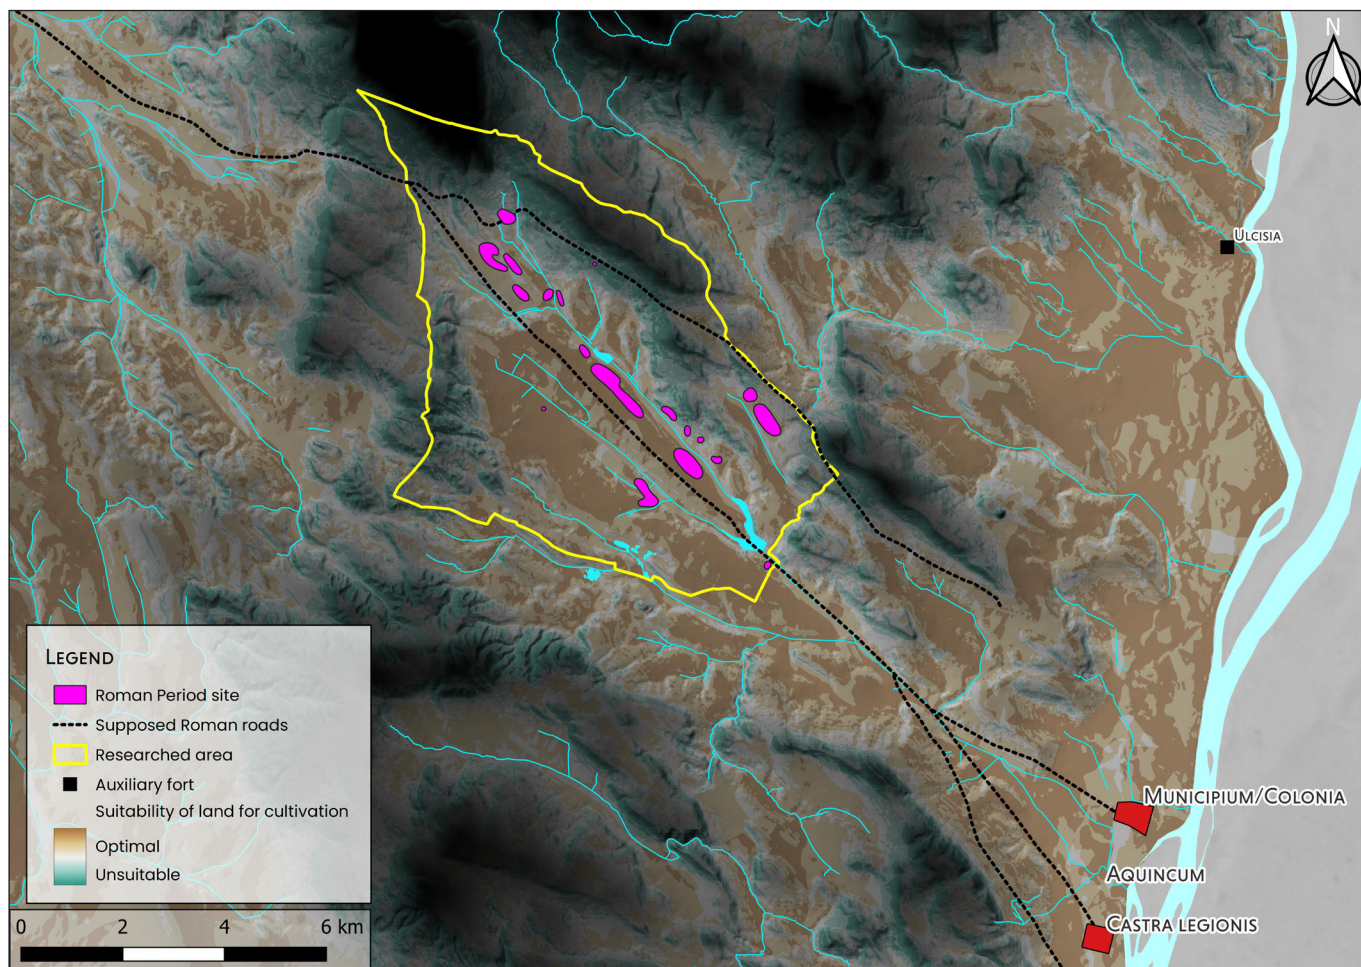 N
ULCISIA
LEGEND
Roman Period site
Supposed Roman roads
Researched area
Auxiliary fort
Suitability of land for cultivation
Optimal
Unsuitable
MUNICIPIUM/COLONIA
AQUINCUM
CASTRA LEGIONIS
0 2 4 6 km